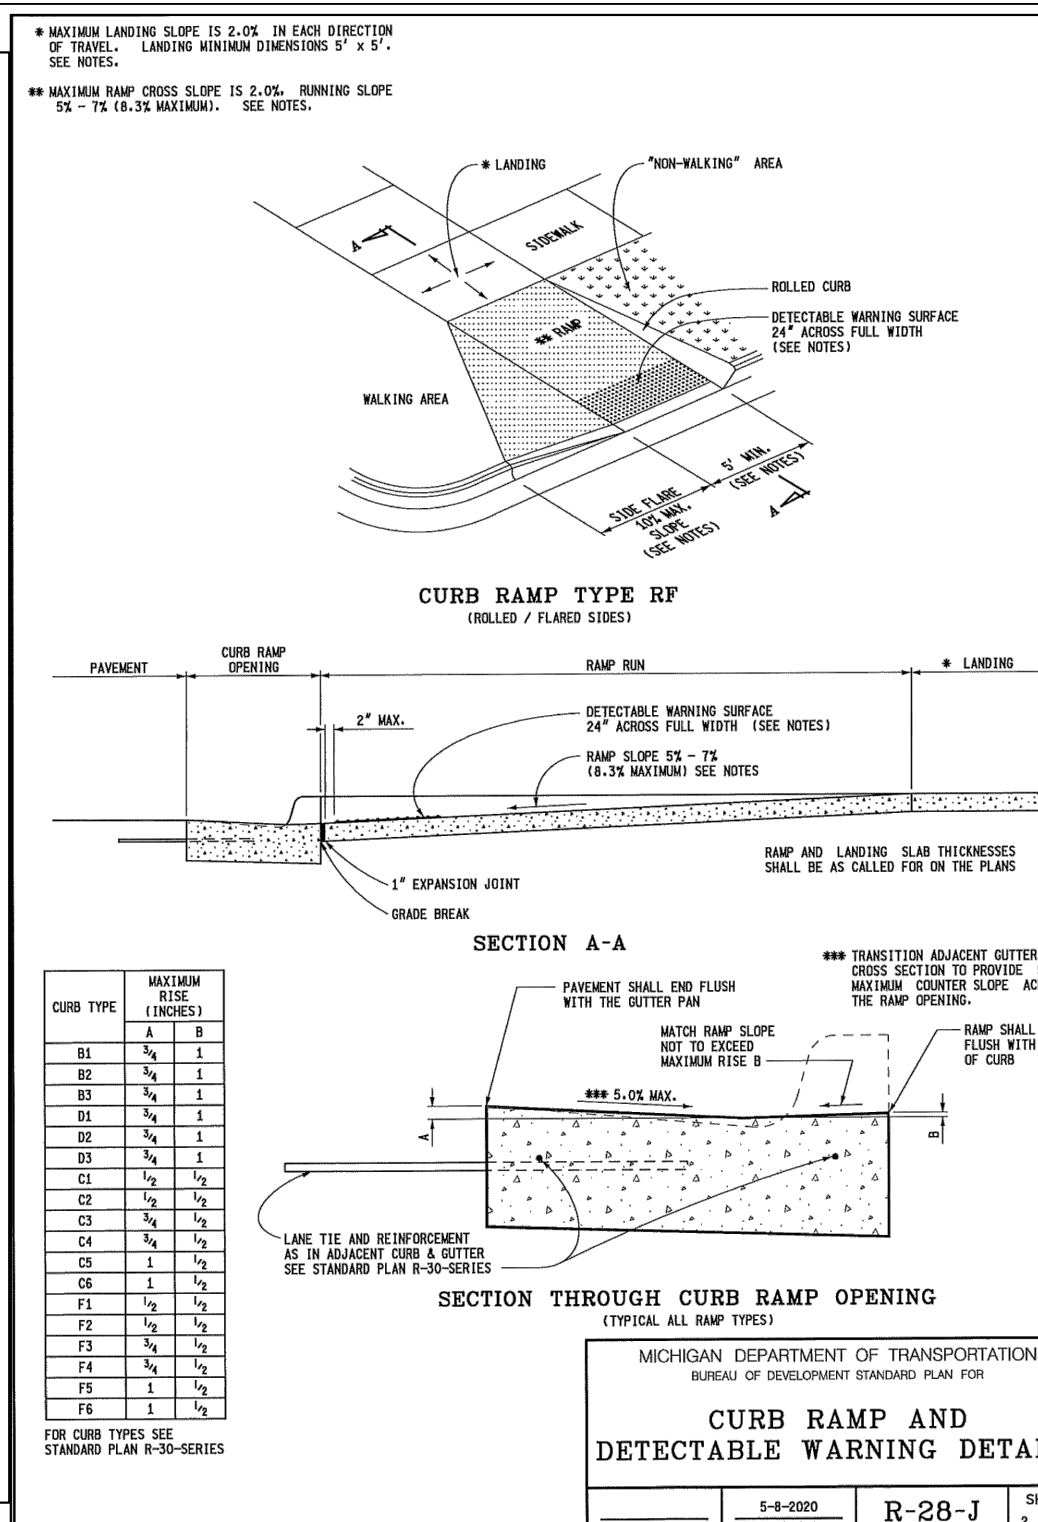 * MAXIMUM LANDING SLOPE IS 2.0% IN EACH DIRECTION
OF TRAVEL. LANDING MINIMUM DIMENSIONS 5' x 5'.
SEE NOTES.
** MAXIMUM RAMP CROSS SLOPE IS 2.0%. RUNNING SLOPE
5% - 7% (8.3% MAXIMUM). SEE NOTES.
* LANDING
"NON-WALKING" AREA
SIDEWALK
A
ROLLED CURB
DETECTABLE WARNING SURFACE
24" ACROSS FULL WIDTH
(SEE NOTES)
** RAMP
WALKING AREA
5' MIN.
(SEE NOTES)
SIDE FLARE
10% MAX.
SLOPE
(SEE NOTES)
A
CURB RAMP TYPE RF
(ROLLED / FLARED SIDES)
PAVEMENT
CURB RAMP
OPENING
RAMP RUN
* LANDING
2" MAX.
DETECTABLE WARNING SURFACE
24" ACROSS FULL WIDTH (SEE NOTES)
RAMP SLOPE 5% - 7%
(8.3% MAXIMUM) SEE NOTES
RAMP AND LANDING SLAB THICKNESSES
SHALL BE AS CALLED FOR ON THE PLANS
1" EXPANSION JOINT
GRADE BREAK
SECTION A-A
CURB TYPE MAXIMUM RISE (INCHES)
A B
B1 3/4 1
B2 3/4 1
B3 3/4 1
D1 3/4 1
D2 3/4 1
D3 3/4 1
C1 1/2 1/2
C2 1/2 1/2
C3 3/4 1/2
C4 3/4 1/2
C5 1 1/2
C6 1 1/2
F1 1/2 1/2
F2 1/2 1/2
F3 3/4 1/2
F4 3/4 1/2
F5 1 1/2
F6 1 1/2
FOR CURB TYPES SEE
STANDARD PLAN R-30-SERIES
*** TRANSITION ADJACENT GUTTER
CROSS SECTION TO PROVIDE
MAXIMUM COUNTER SLOPE
THE RAMP OPENING.
PAVEMENT SHALL END FLUSH
WITH THE GUTTER PAN
MATCH RAMP SLOPE
NOT TO EXCEED
MAXIMUM RISE B
RAMP SHALL
FLUSH WITH
OF CURB
*** 5.0% MAX.
A
B
LANE TIE AND REINFORCEMENT
AS IN ADJACENT CURB & GUTTER
SEE STANDARD PLAN R-30-SERIES
SECTION THROUGH CURB RAMP OPENING
(TYPICAL ALL RAMP TYPES)
MICHIGAN DEPARTMENT OF TRANSPORTATION
BUREAU OF DEVELOPMENT STANDARD PLAN FOR
CURB RAMP AND
DETECTABLE WARNING
5-8-2020
R-28-J